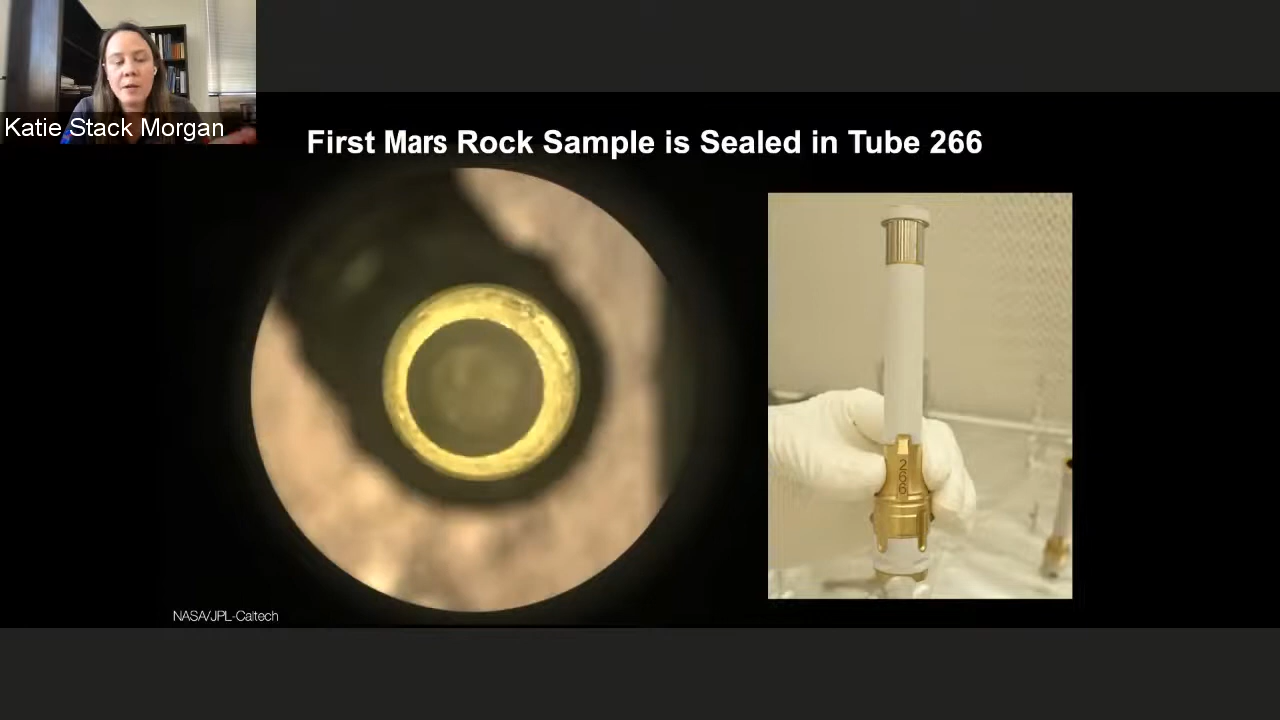 Katie Stack Morgan
First Mars Rock Sample is Sealed in Tube 266
266
NASA/JPL-Caltech